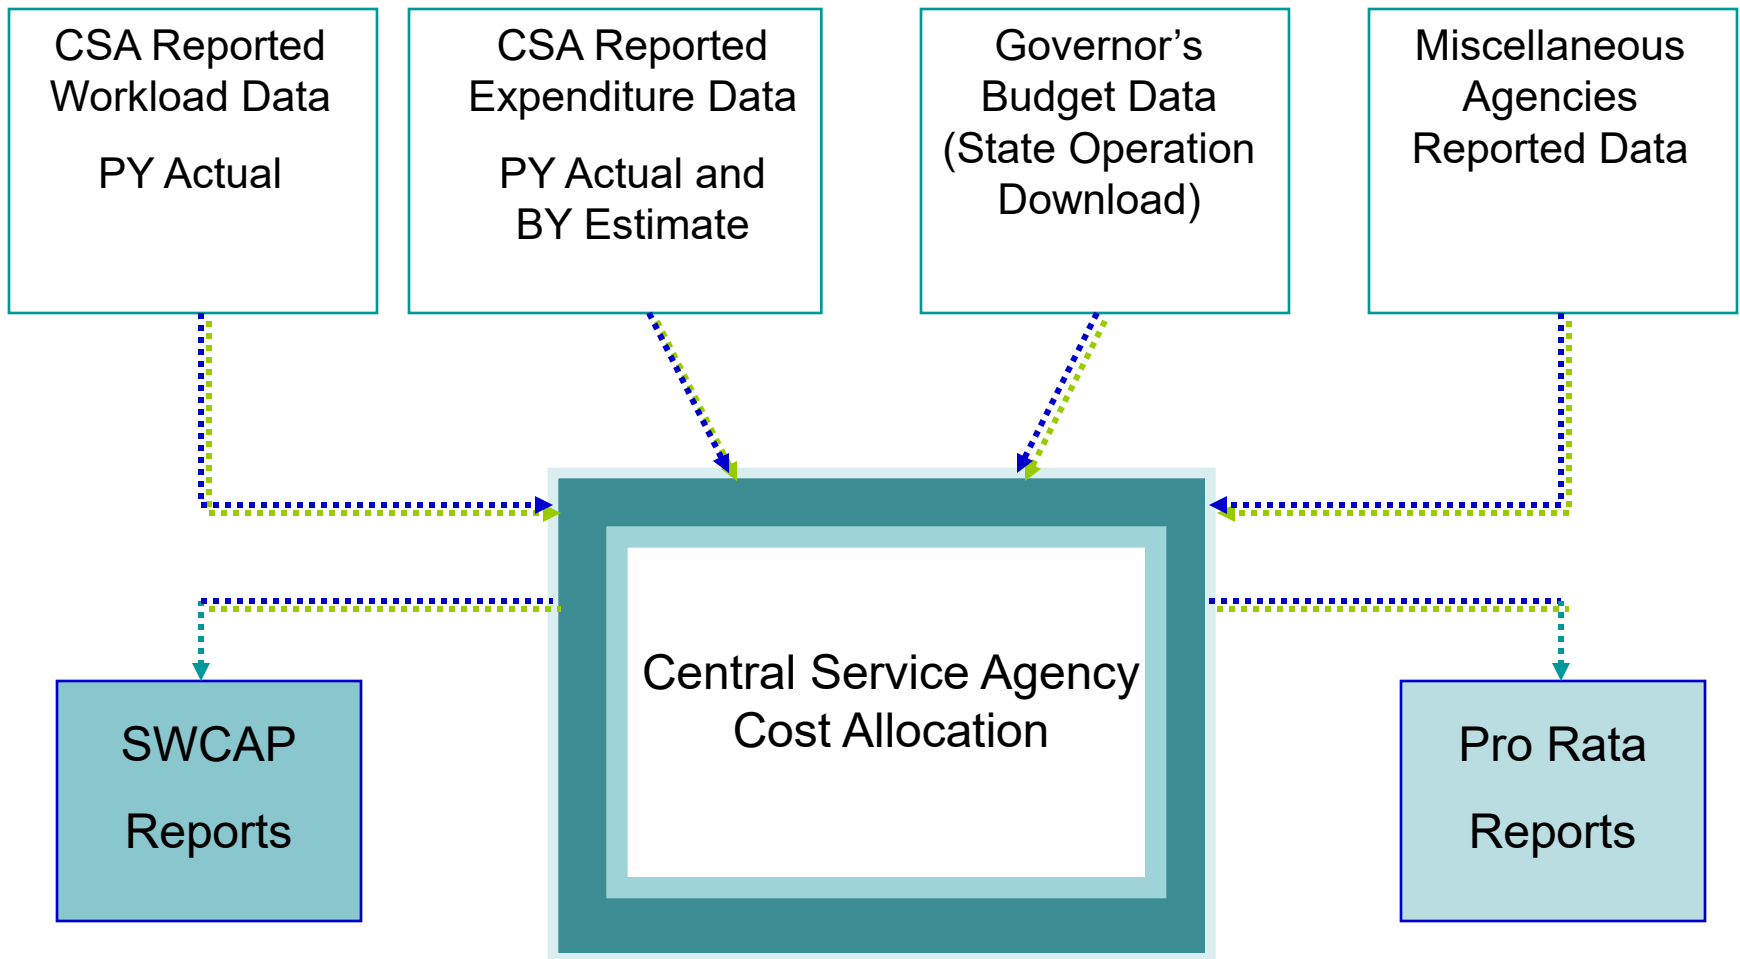 CSA Reported
Workload Data
PY Actual
CSA Reported
Expenditure Data
PY Actual and
BY Estimate
Governor’s
Budget Data
(State Operation
Download)
Miscellaneous
Agencies
Reported Data
Central Service Agency
Cost Allocation
SWCAP
Reports
Pro Rata
Reports